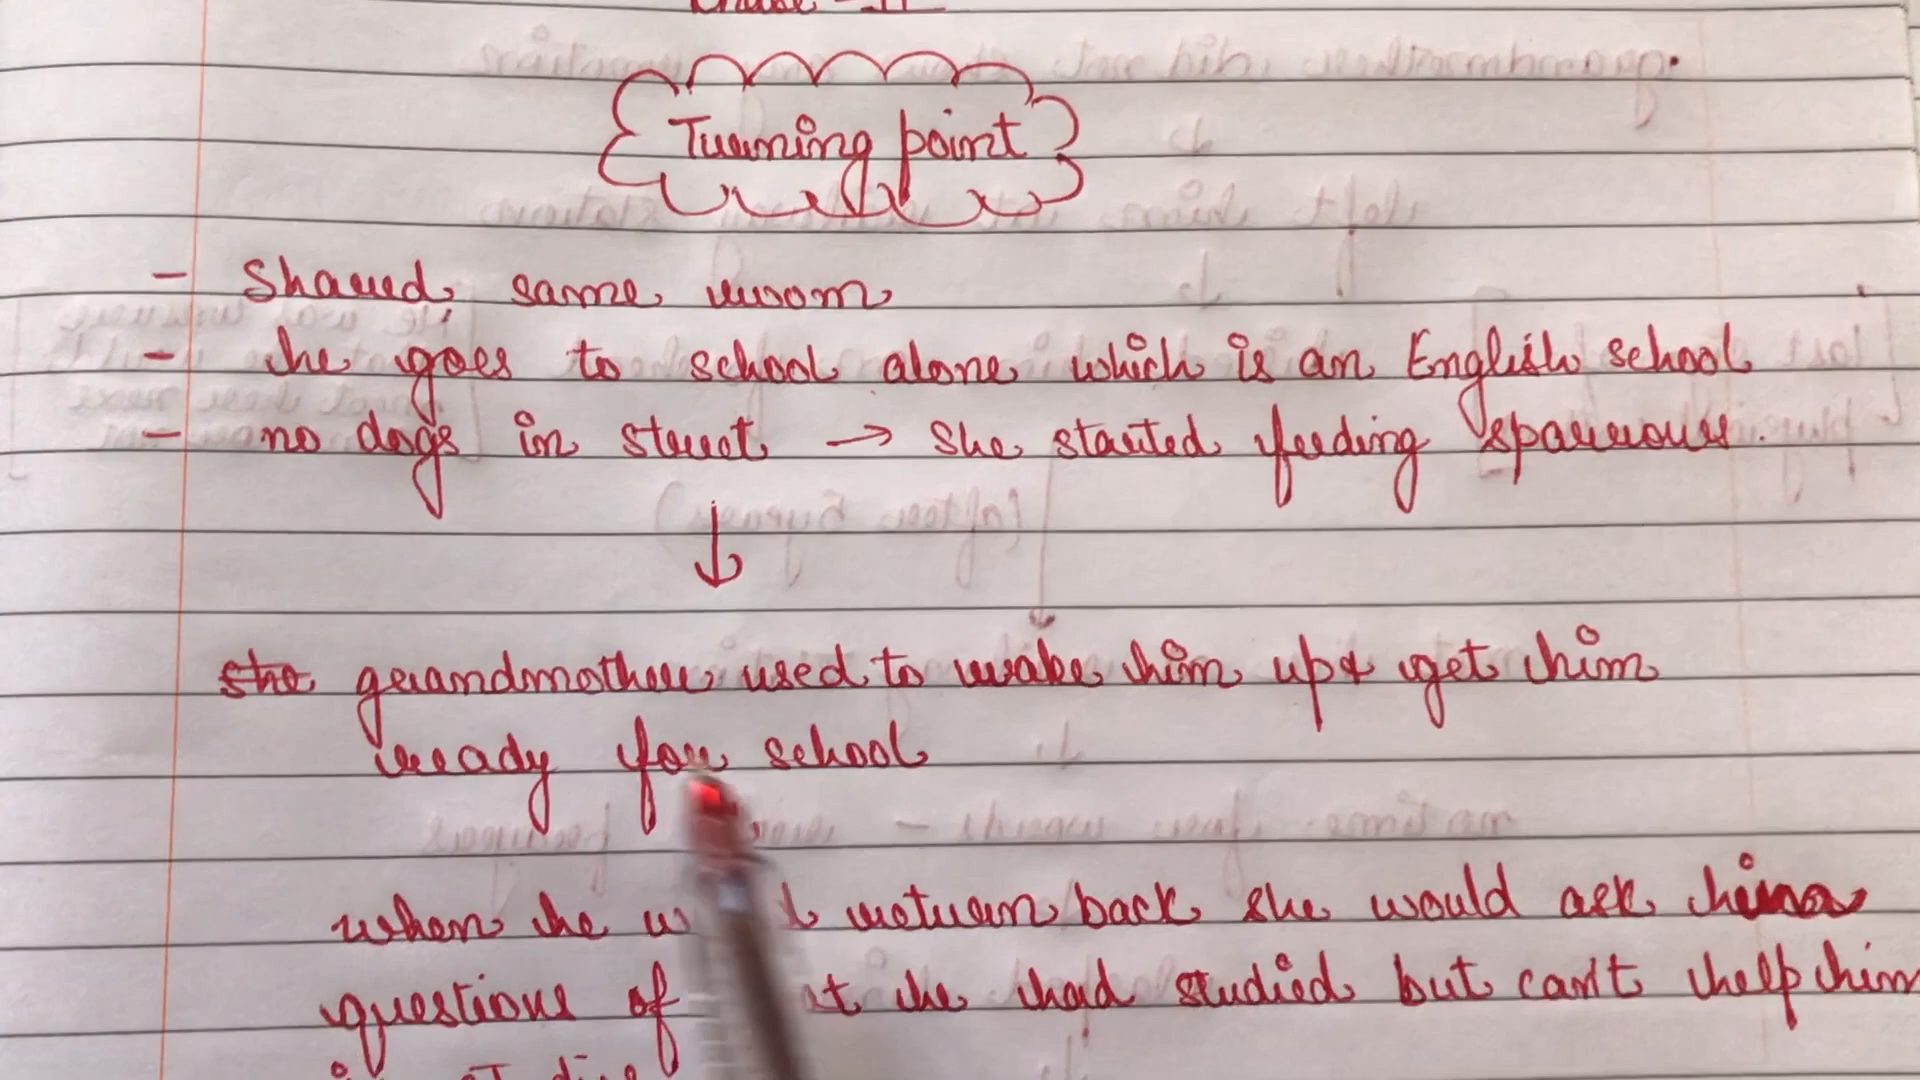 Turning point
- Shared same room
- he goes to school alone which is an English school
- no dogs in street → She started feeding sparrows.
↓
she grandmother used to wake him up & get him
ready for school
when he return back she would ask him
questions of he had studied but can't help him